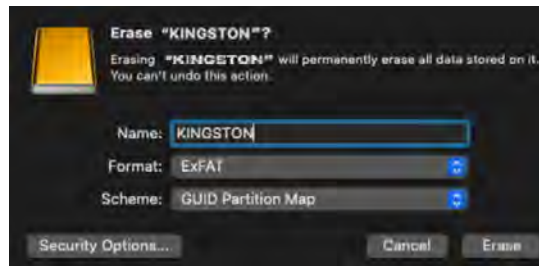 Erase "KINGSTON"?
Erasing "KINGSTON" will permanently erase all data stored on it.
You can't undo this action.
Name: KINGSTON
Format: ExFAT
Scheme: GUID Partition Map
Security Options... Cancel Erase